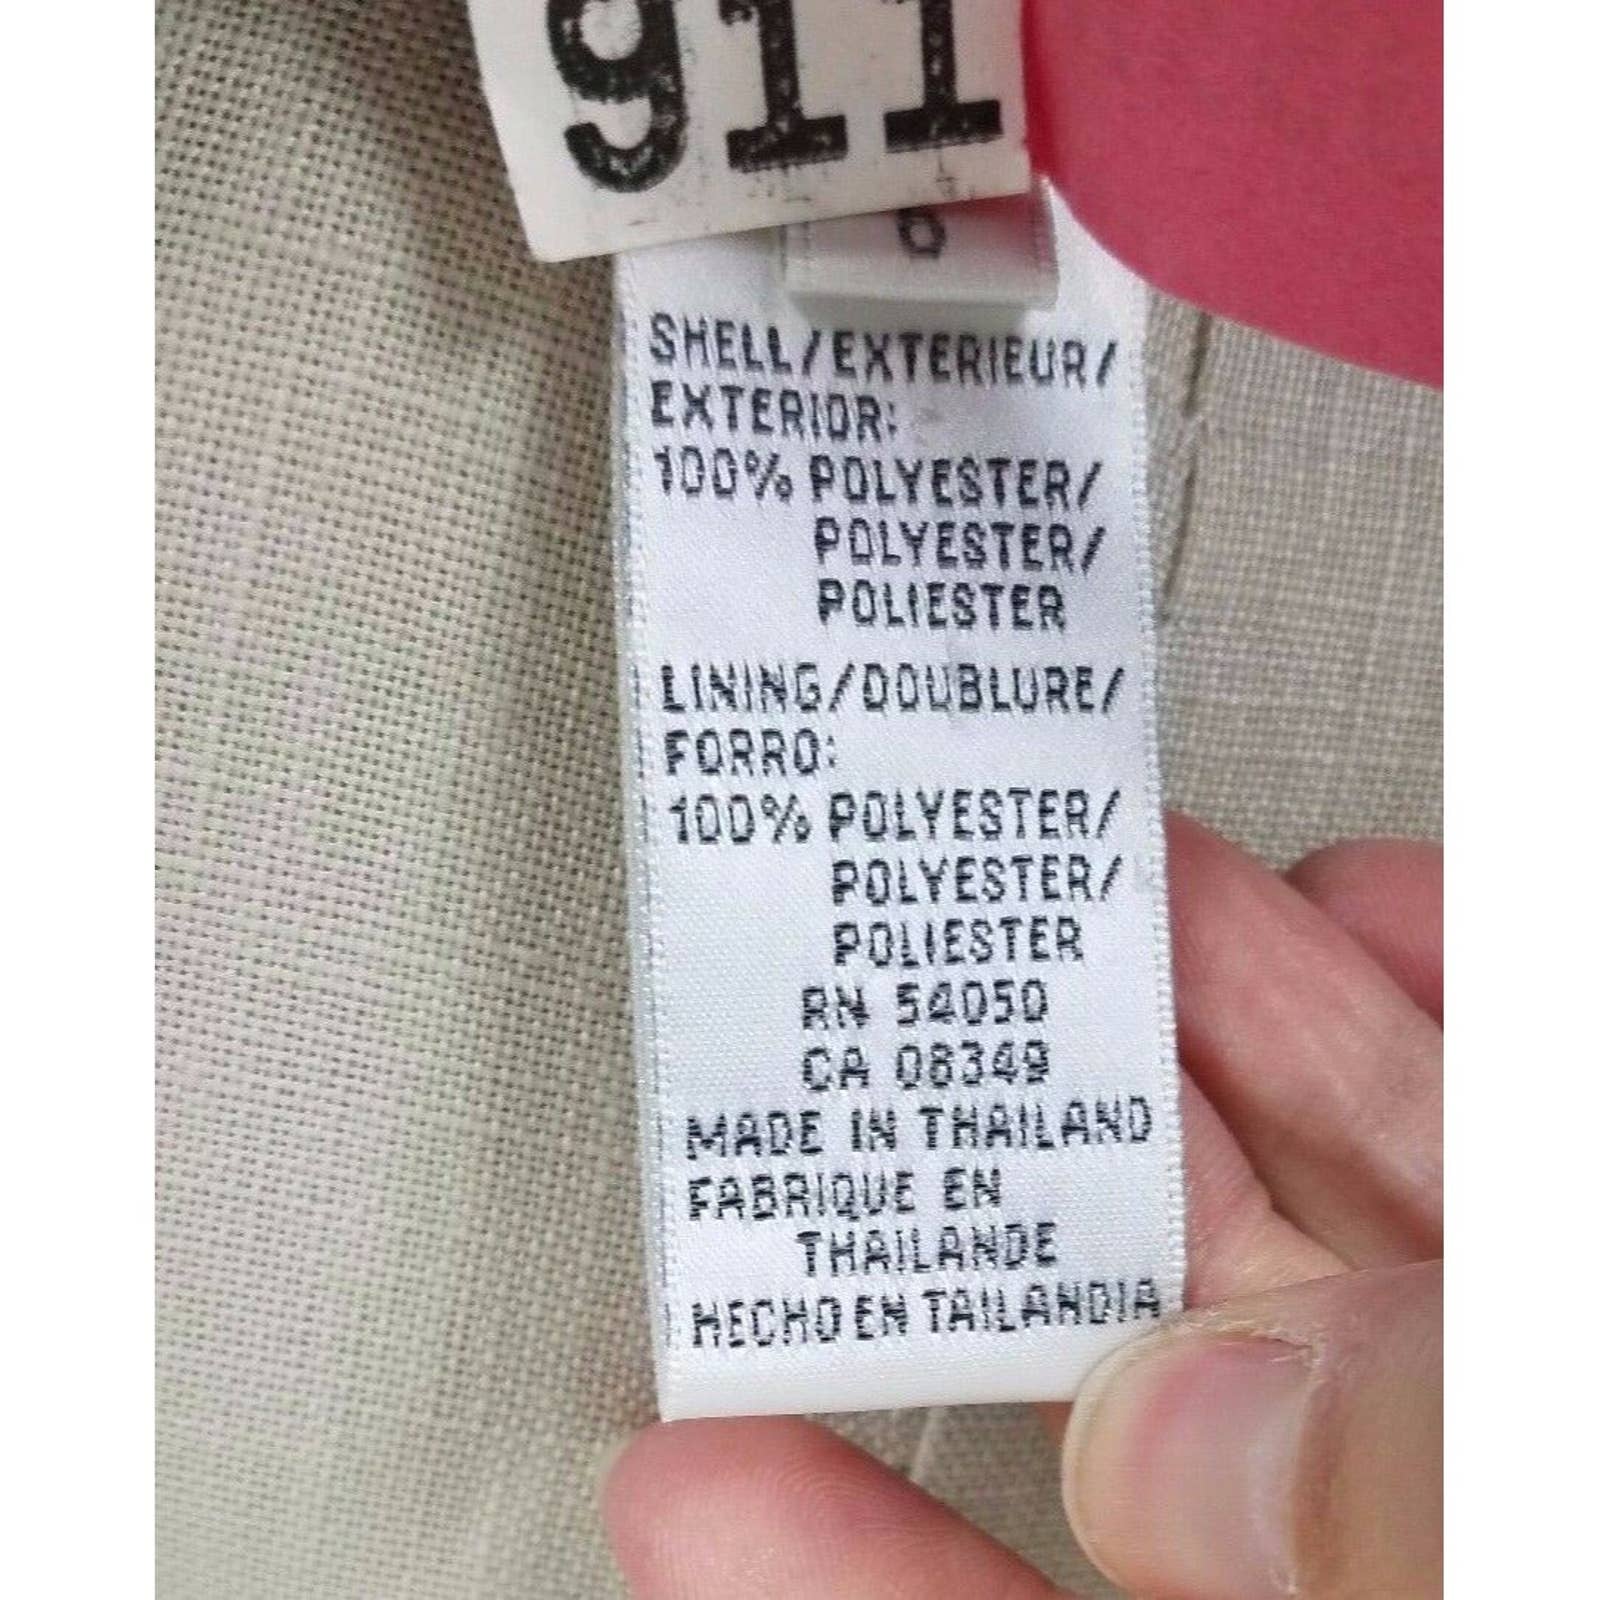 911
6
SHELL/EXTERIEUR/
EXTERIOR:
100% POLYESTER/
POLYESTER/
POLIESTER
LINING/DOUBLURE/
FORRO:
100% POLYESTER/
POLYESTER/
POLIESTER
RN 54050
CA 08349
MADE IN THAILAND
FABRIQUE EN
THAILANDE
HECHO EN TAILANDIA